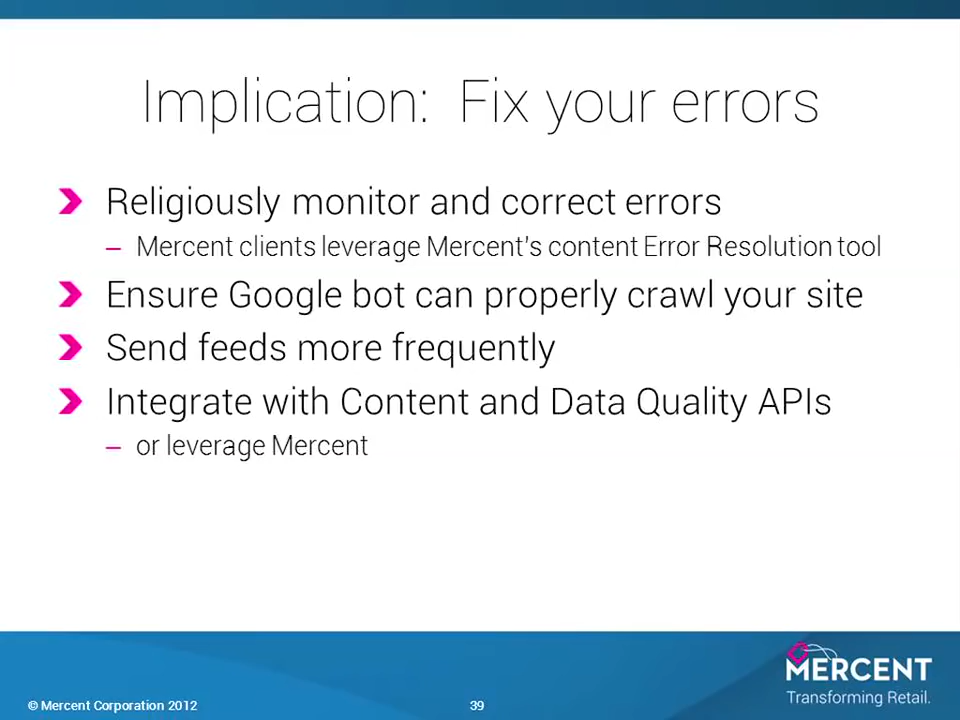 Implication: Fix your errors
Religiously monitor and correct errors
– Mercent clients leverage Mercent's content Error Resolution tool
Ensure Google bot can properly crawl your site
Send feeds more frequently
Integrate with Content and Data Quality APIs
– or leverage Mercent
MERCENT
Transforming Retail.
© Mercent Corporation 2012
39